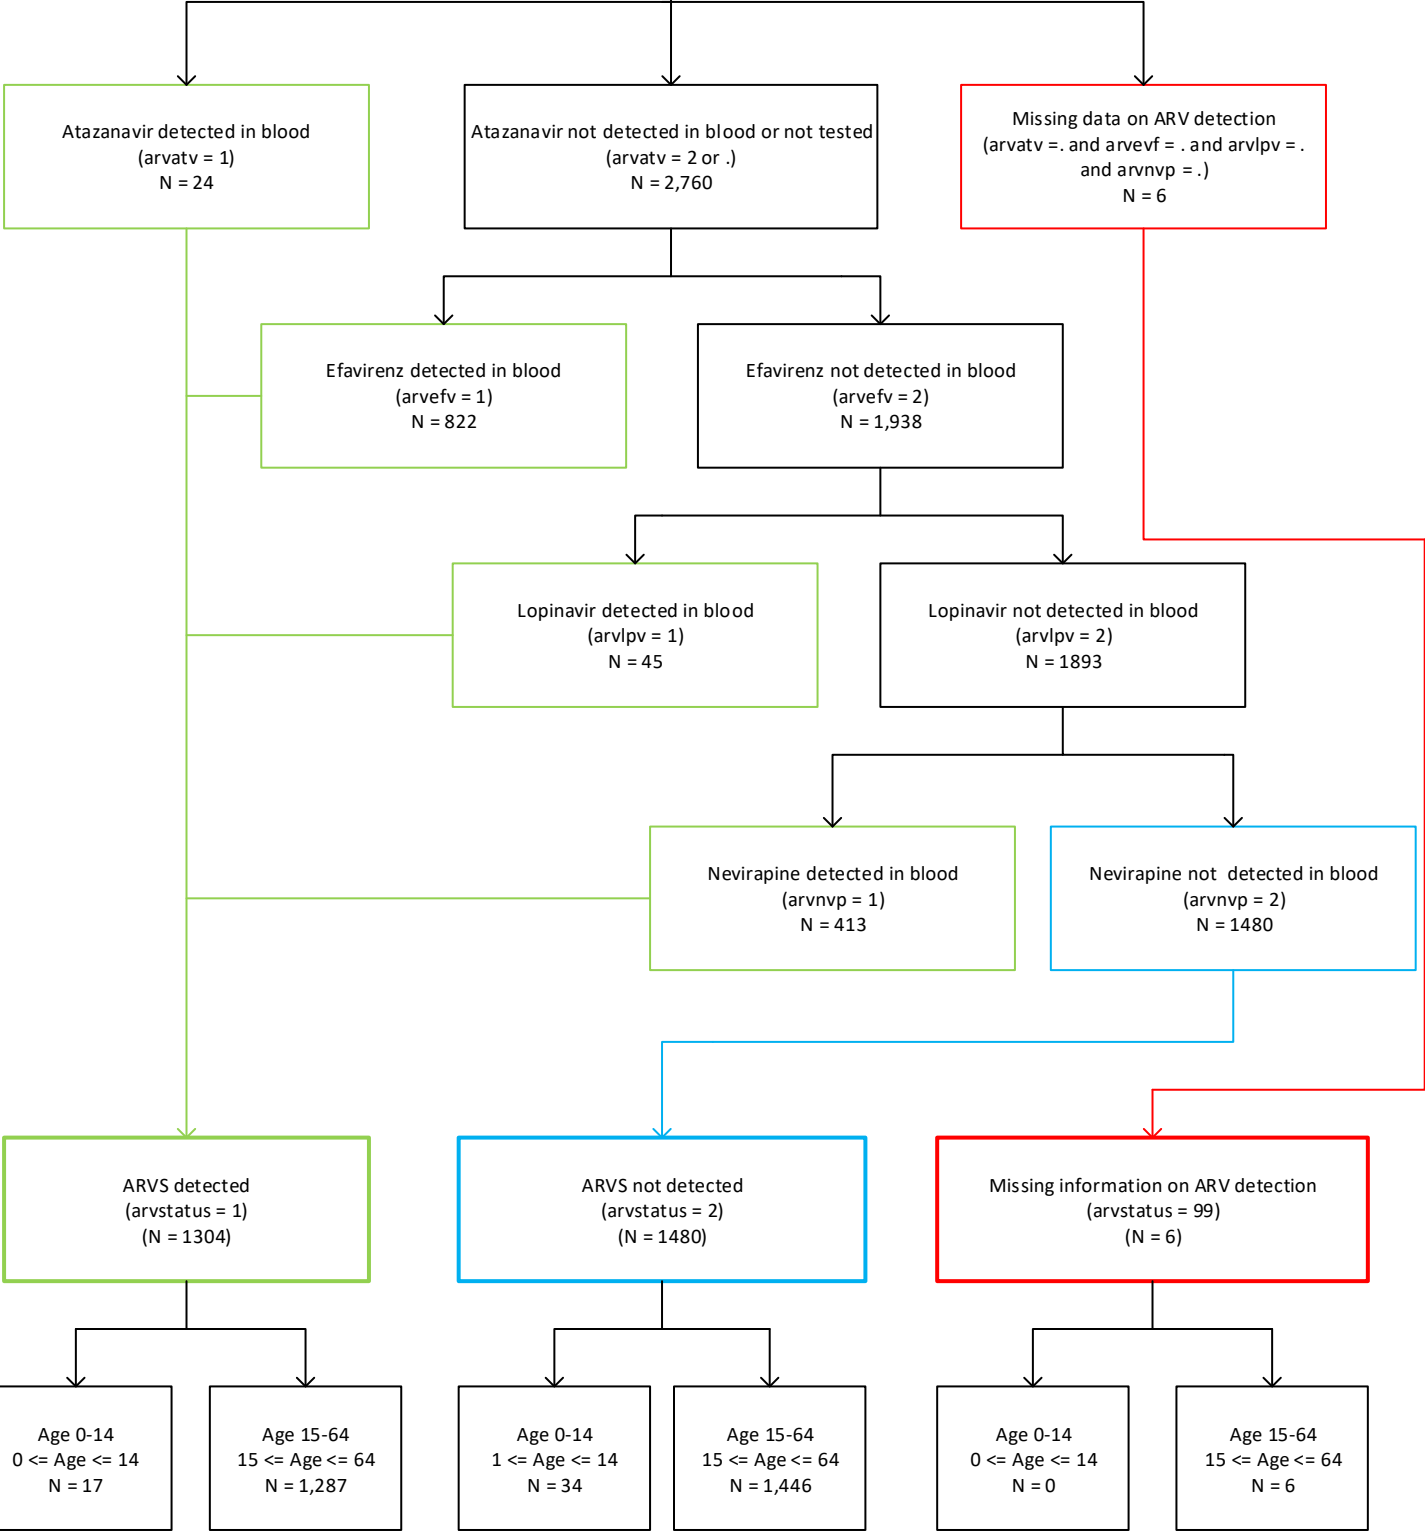 Atazanavir detected in blood
(arvatv = 1)
N = 24
Atazanavir not detected in blood or not tested
(arvatv = 2 or .)
N = 2,760
Missing data on ARV detection
(arvatv =. and arvevf = . and arvlpv = .
and arvnvp = .)
N = 6
Efavirenz detected in blood
(arvefv = 1)
N = 822
Efavirenz not detected in blood
(arvefv = 2)
N = 1,938
Lopinavir detected in blood
(arvlpv = 1)
N = 45
Lopinavir not detected in blood
(arvlpv = 2)
N = 1893
Nevirapine detected in blood
(arvnvp = 1)
N = 413
Nevirapine not  detected in blood
(arvnvp = 2)
N = 1480
ARVS detected
(arvstatus = 1)
(N = 1304)
ARVS not detected
(arvstatus = 2)
(N = 1480)
Missing information on ARV detection
(arvstatus = 99)
(N = 6)
Age 0-14
0 <= Age <= 14
N = 17
Age 15-64
15 <= Age <= 64
N = 1,287
Age 0-14
1 <= Age <= 14
N = 34
Age 15-64
15 <= Age <= 64
N = 1,446
Age 0-14
0 <= Age <= 14
N = 0
Age 15-64
15 <= Age <= 64
N = 6